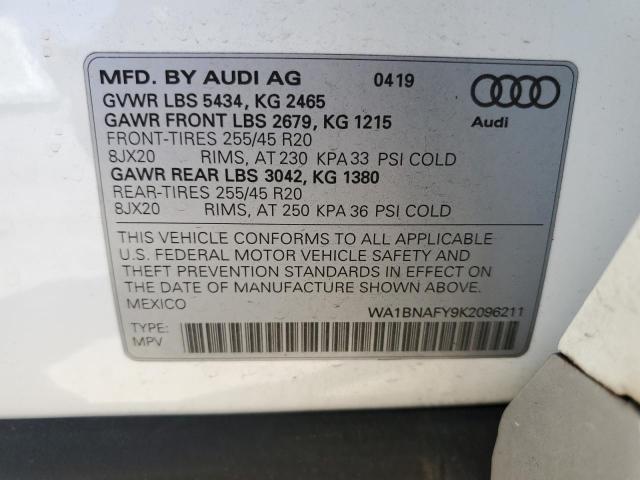 MFD. BY AUDI AG 0419
GVWR LBS 5434, KG 2465
GAWR FRONT LBS 2679, KG 1215
FRONT-TIRES 255/45 R20
8JX20 RIMS, AT 230 KPA 33 PSI COLD
GAWR REAR LBS 3042, KG 1380
REAR-TIRES 255/45 R20
8JX20 RIMS, AT 250 KPA 36 PSI COLD
Audi
THIS VEHICLE CONFORMS TO ALL APPLICABLE
U.S. FEDERAL MOTOR VEHICLE SAFETY AND
THEFT PREVENTION STANDARDS IN EFFECT ON
THE DATE OF MANUFACTURE SHOWN ABOVE.
MEXICO WA1BNAFY9K2096211
TYPE:
MPV